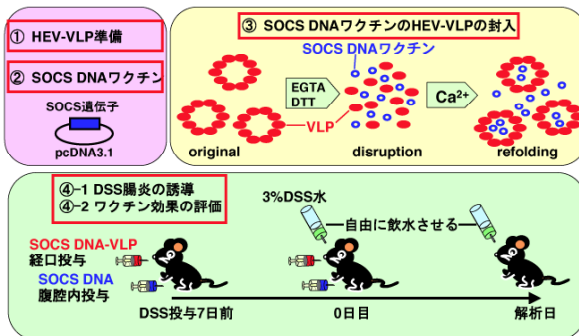 ① HEV-VLP準備
② SOCS DNAワクチン
SOCS遺伝子
pcDNA3.1
③ SOCS DNAワクチンのHEV-VLPの封入
SOCS DNAワクチン
EGTA
DTT
Ca²⁺
VLP
original
disruption
refolding
④-1 DSS腸炎の誘導
④-2 ワクチン効果の評価
3%DSS水
自由に飲水させる
SOCS DNA-VLP
経口投与
SOCS DNA
腹腔内投与
DSS投与7日前
0日目
解析日